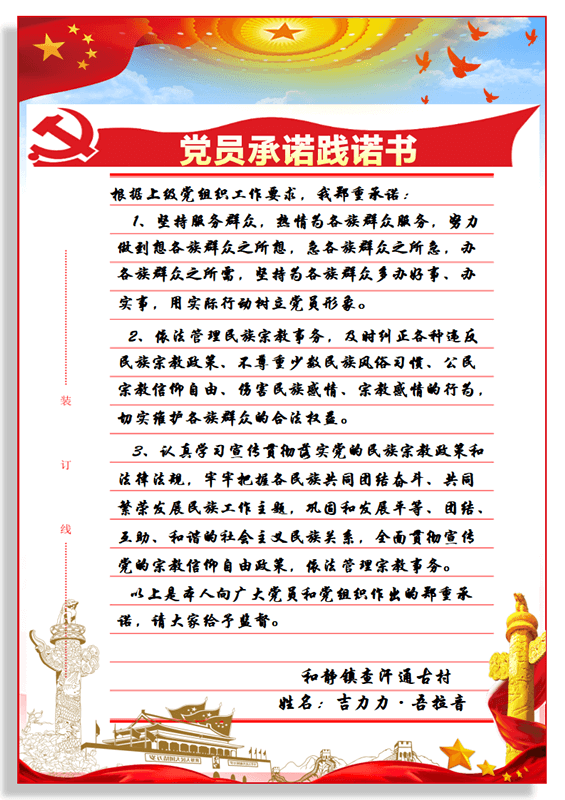 党员承诺践诺书
根据上级党组织工作要求，我郑重承诺：
1、坚持服务群众，热情为各族群众服务，努力
做到想各族群众之所想，急各族群众之所急，办
各族群众之所需，坚持为各族群众多办好事、办
实事，用实际行动树立党员形象。
2、依法管理民族宗教事务，及时纠正各种违反
民族宗教政策、不尊重少数民族风俗习惯、公民
宗教信仰自由、伤害民族感情、宗教感情的行为，
切实维护各族群众的合法权益。
3、认真学习宣传贯彻落实党的民族宗教政策和
法律法规，牢牢把握各民族共同团结奋斗、共同
繁荣发展民族工作主题，巩固和发展平等、团结、
互助、和谐的社会主义民族关系，全面贯彻宣传
党的宗教信仰自由政策，依法管理宗教事务。
以上是本人向广大党员和党组织作出的郑重承
诺，请大家给予监督。
和静镇查汗通古村
姓名：吉力力·吾拉音
装
订
线